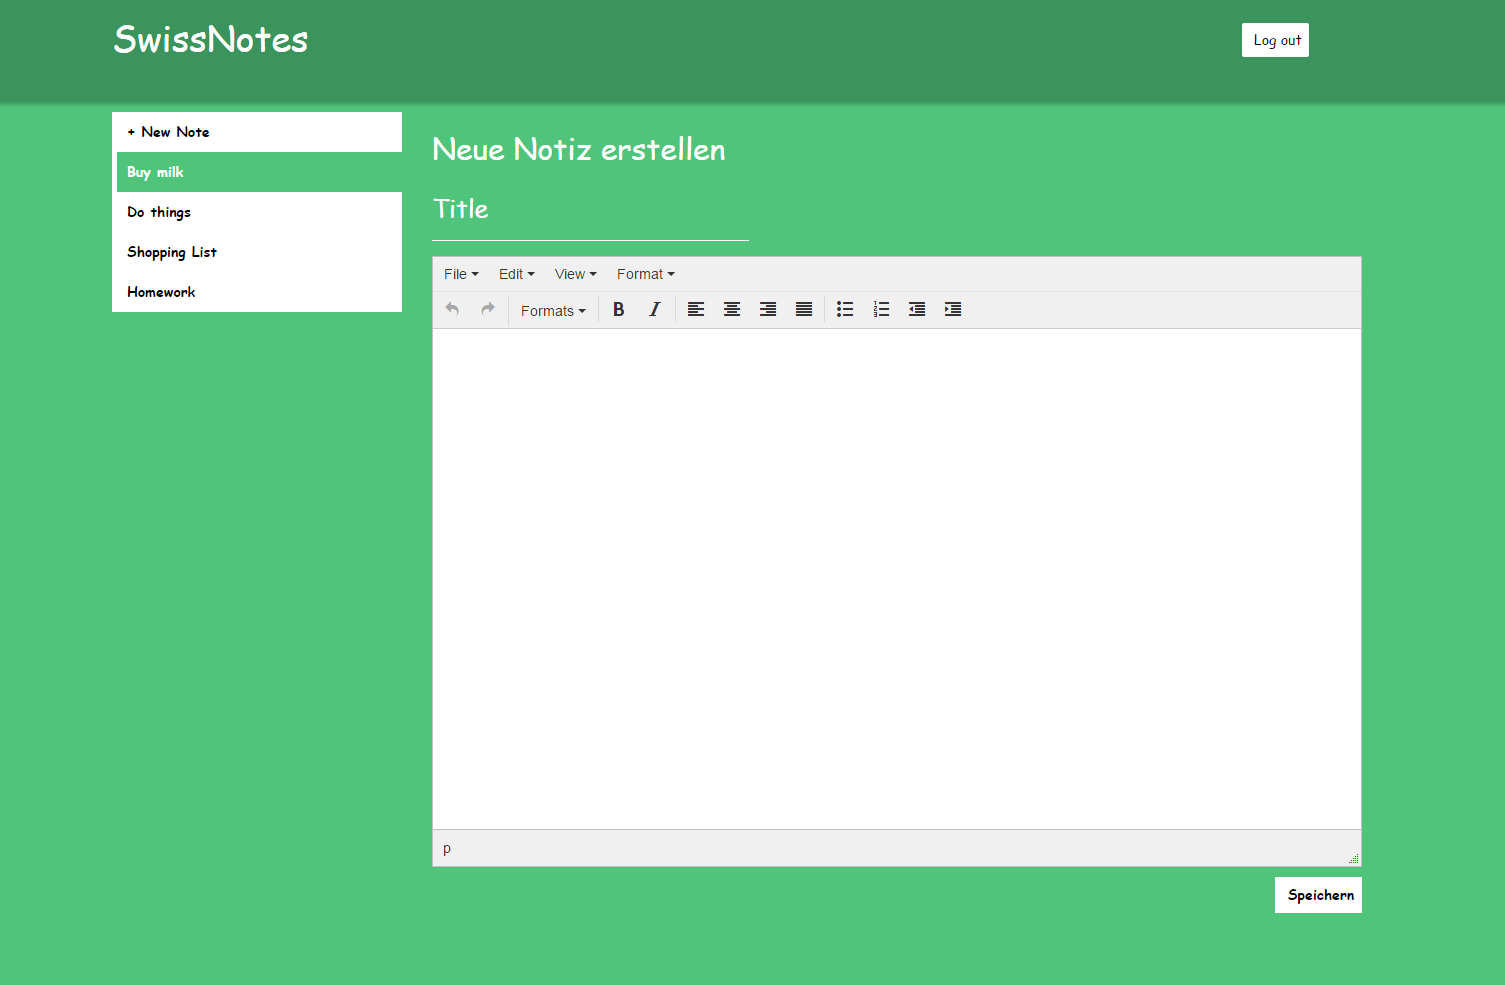 SwissNotes
Log out
+ New Note
Buy milk
Do things
Shopping List
Homework
Neue Notiz erstellen
Title
File Edit View Format
Formats B I
p
Speichern